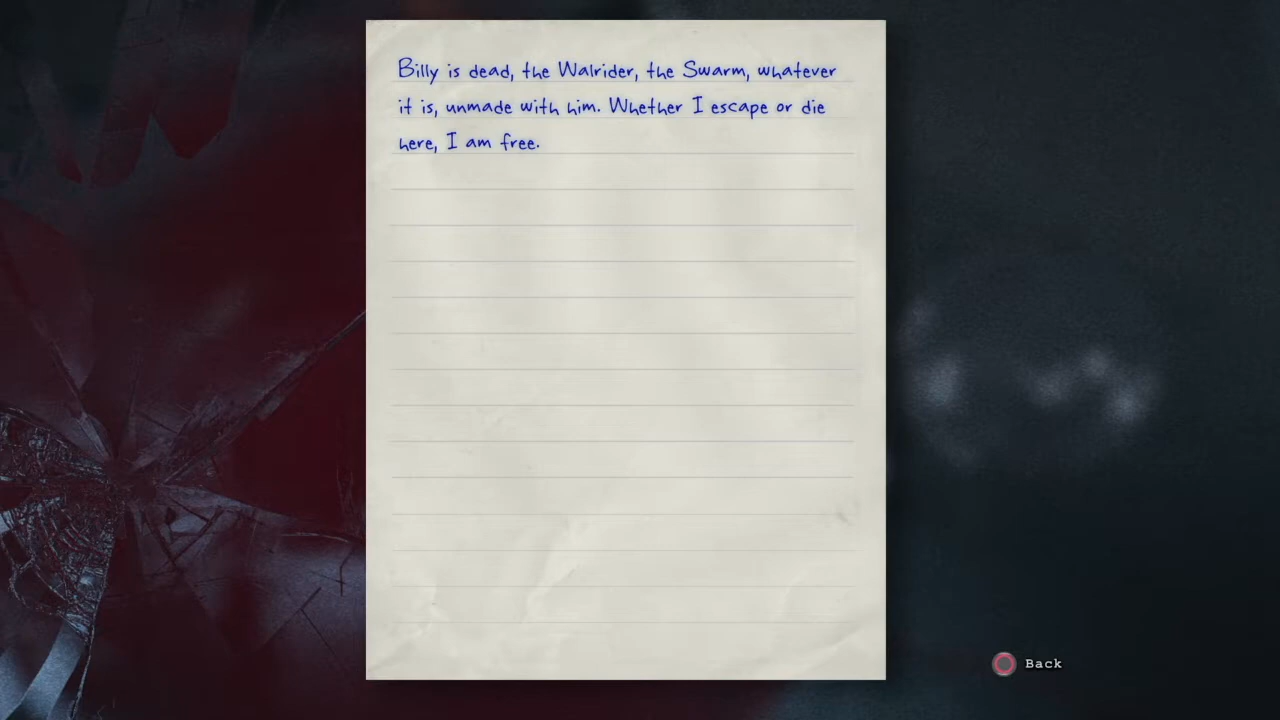 Billy is dead, the Walrider, the Swarm, whatever
it is, unmade with him. Whether I escape or die
here, I am free.
Back